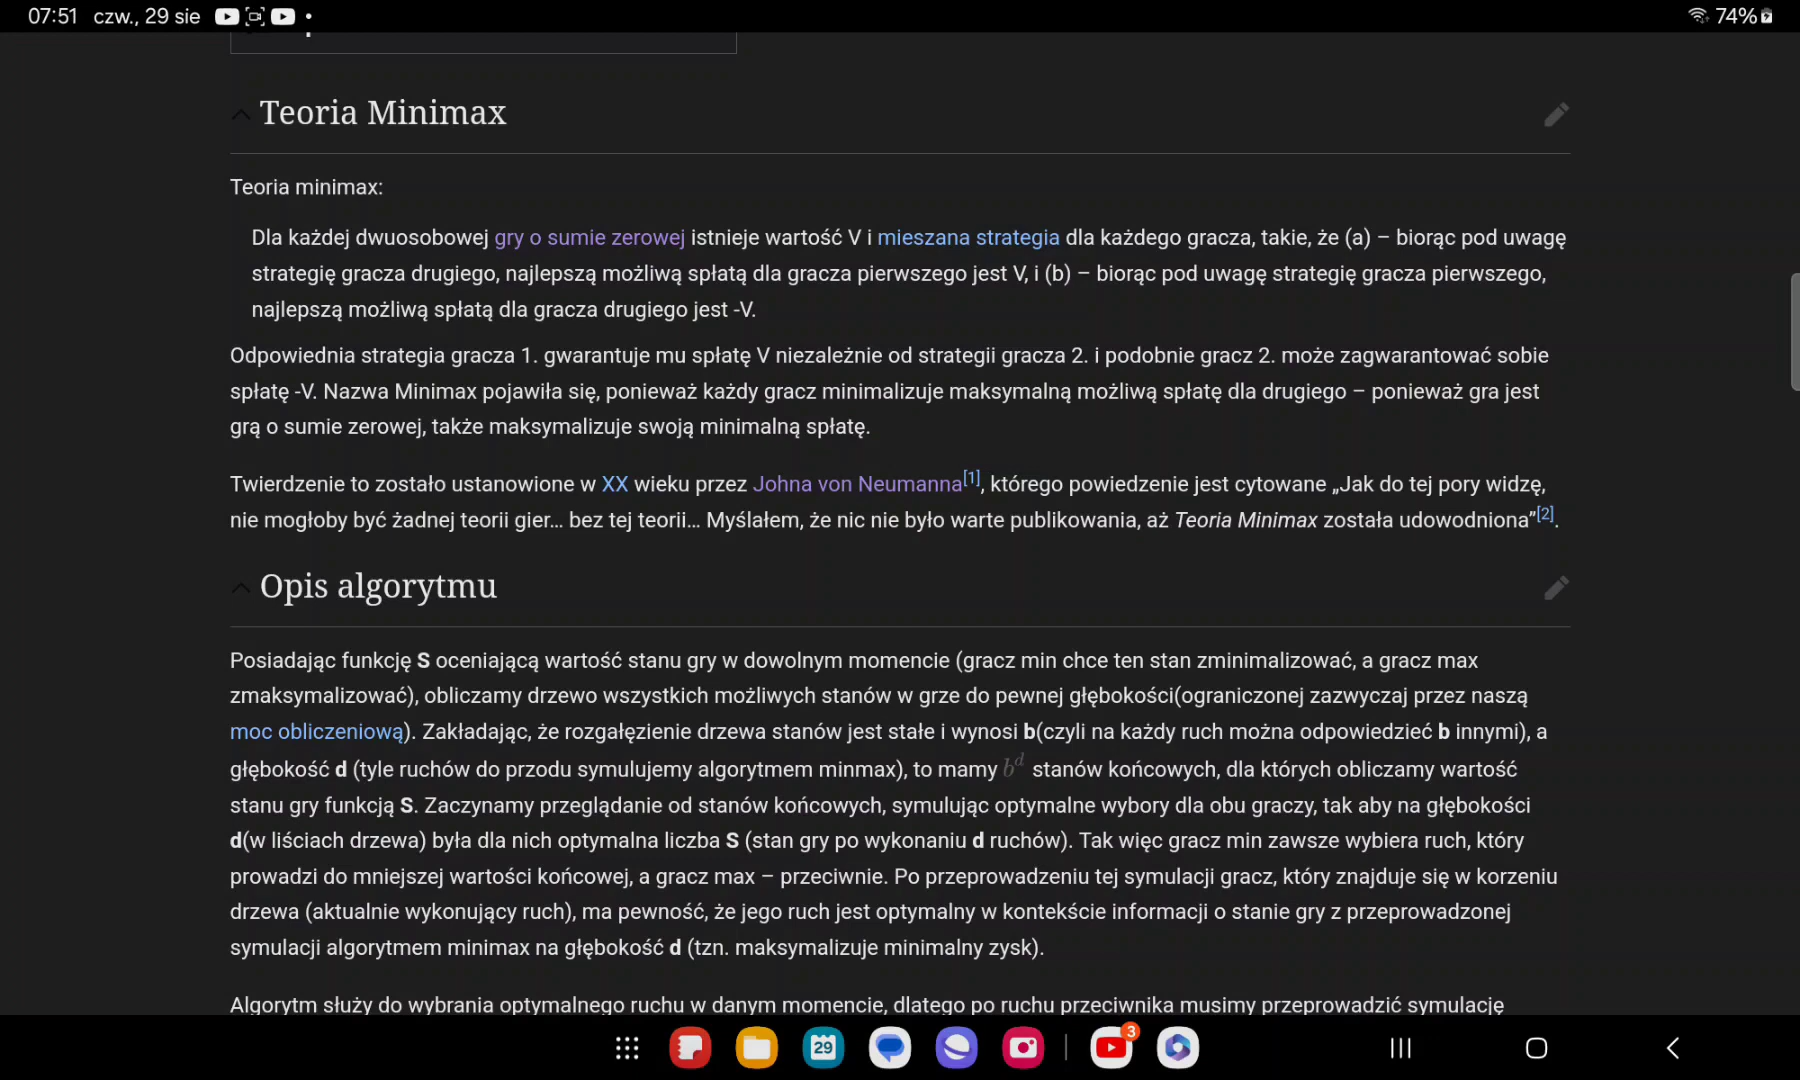 07:51 czw., 29 sie 74%
Teoria Minimax
Teoria minimax:
Dla każdej dwuosobowej gry o sumie zerowej istnieje wartość V i mieszana strategia dla każdego gracza, takie, że (a) – biorąc pod uwagę
strategię gracza drugiego, najlepszą możliwą spłatą dla gracza pierwszego jest V, i (b) – biorąc pod uwagę strategię gracza pierwszego,
najlepszą możliwą spłatą dla gracza drugiego jest -V.
Odpowiednia strategia gracza 1. gwarantuje mu spłatę V niezależnie od strategii gracza 2. i podobnie gracz 2. może zagwarantować sobie
spłatę -V. Nazwa Minimax pojawiła się, ponieważ każdy gracz minimalizuje maksymalną możliwą spłatę dla drugiego – ponieważ gra jest
grą o sumie zerowej, także maksymalizuje swoją minimalną spłatę.
Twierdzenie to zostało ustanowione w XX wieku przez Johna von Neumanna[1], którego powiedzenie jest cytowane „Jak do tej pory widzę,
nie mogłoby być żadnej teorii gier… bez tej teorii… Myślałem, że nic nie było warte publikowania, aż Teoria Minimax została udowodniona”[2].
Opis algorytmu
Posiadając funkcję S oceniającą wartość stanu gry w dowolnym momencie (gracz min chce ten stan zminimalizować, a gracz max
zmaksymalizować), obliczamy drzewo wszystkich możliwych stanów w grze do pewnej głębokości(ograniczonej zazwyczaj przez naszą
moc obliczeniową). Zakładając, że rozgałęzienie drzewa stanów jest stałe i wynosi b(czyli na każdy ruch można odpowiedzieć b innymi), a
głębokość d (tyle ruchów do przodu symulujemy algorytmem minmax), to mamy b^d stanów końcowych, dla których obliczamy wartość
stanu gry funkcją S. Zaczynamy przeglądanie od stanów końcowych, symulując optymalne wybory dla obu graczy, tak aby na głębokości
d(w liściach drzewa) była dla nich optymalna liczba S (stan gry po wykonaniu d ruchów). Tak więc gracz min zawsze wybiera ruch, który
prowadzi do mniejszej wartości końcowej, a gracz max – przeciwnie. Po przeprowadzeniu tej symulacji gracz, który znajduje się w korzeniu
drzewa (aktualnie wykonujący ruch), ma pewność, że jego ruch jest optymalny w kontekście informacji o stanie gry z przeprowadzonej
symulacji algorytmem minimax na głębokość d (tzn. maksymalizuje minimalny zysk).
Algorytm służy do wybrania optymalnego ruchu w danym momencie, dlatego po ruchu przeciwnika musimy przeprowadzić symulację
29 3